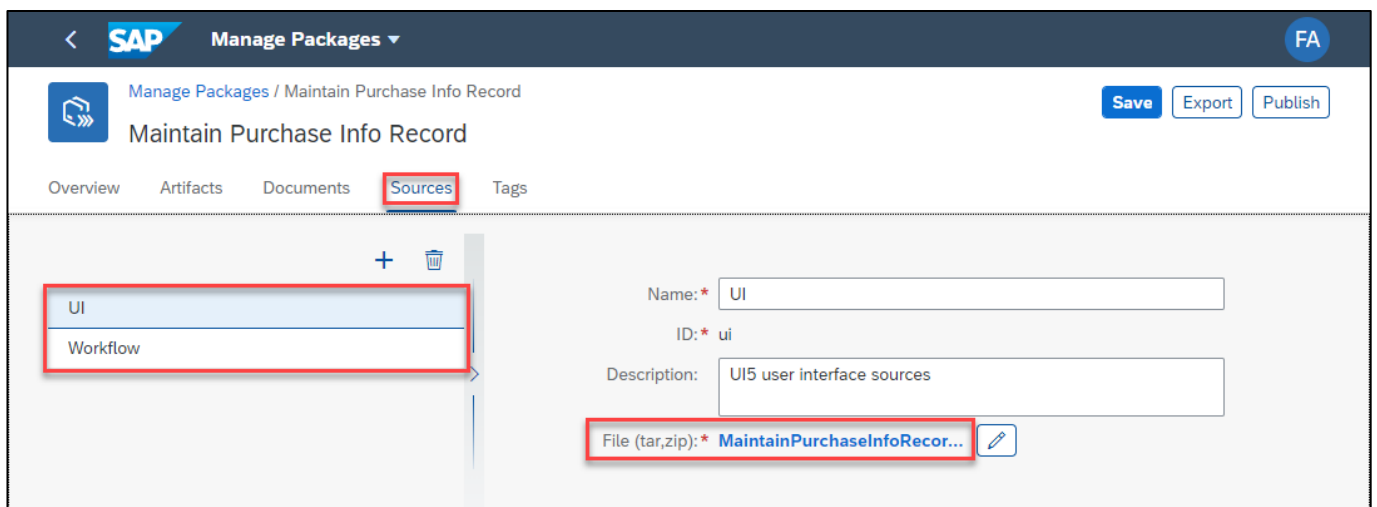 SAP Manage Packages FA
Manage Packages / Maintain Purchase Info Record
Maintain Purchase Info Record
Save Export Publish
Overview Artifacts Documents Sources Tags
UI
Workflow
Name:* UI
ID:* ui
Description: UI5 user interface sources
File (tar,zip):* MaintainPurchaseInfoRecor...